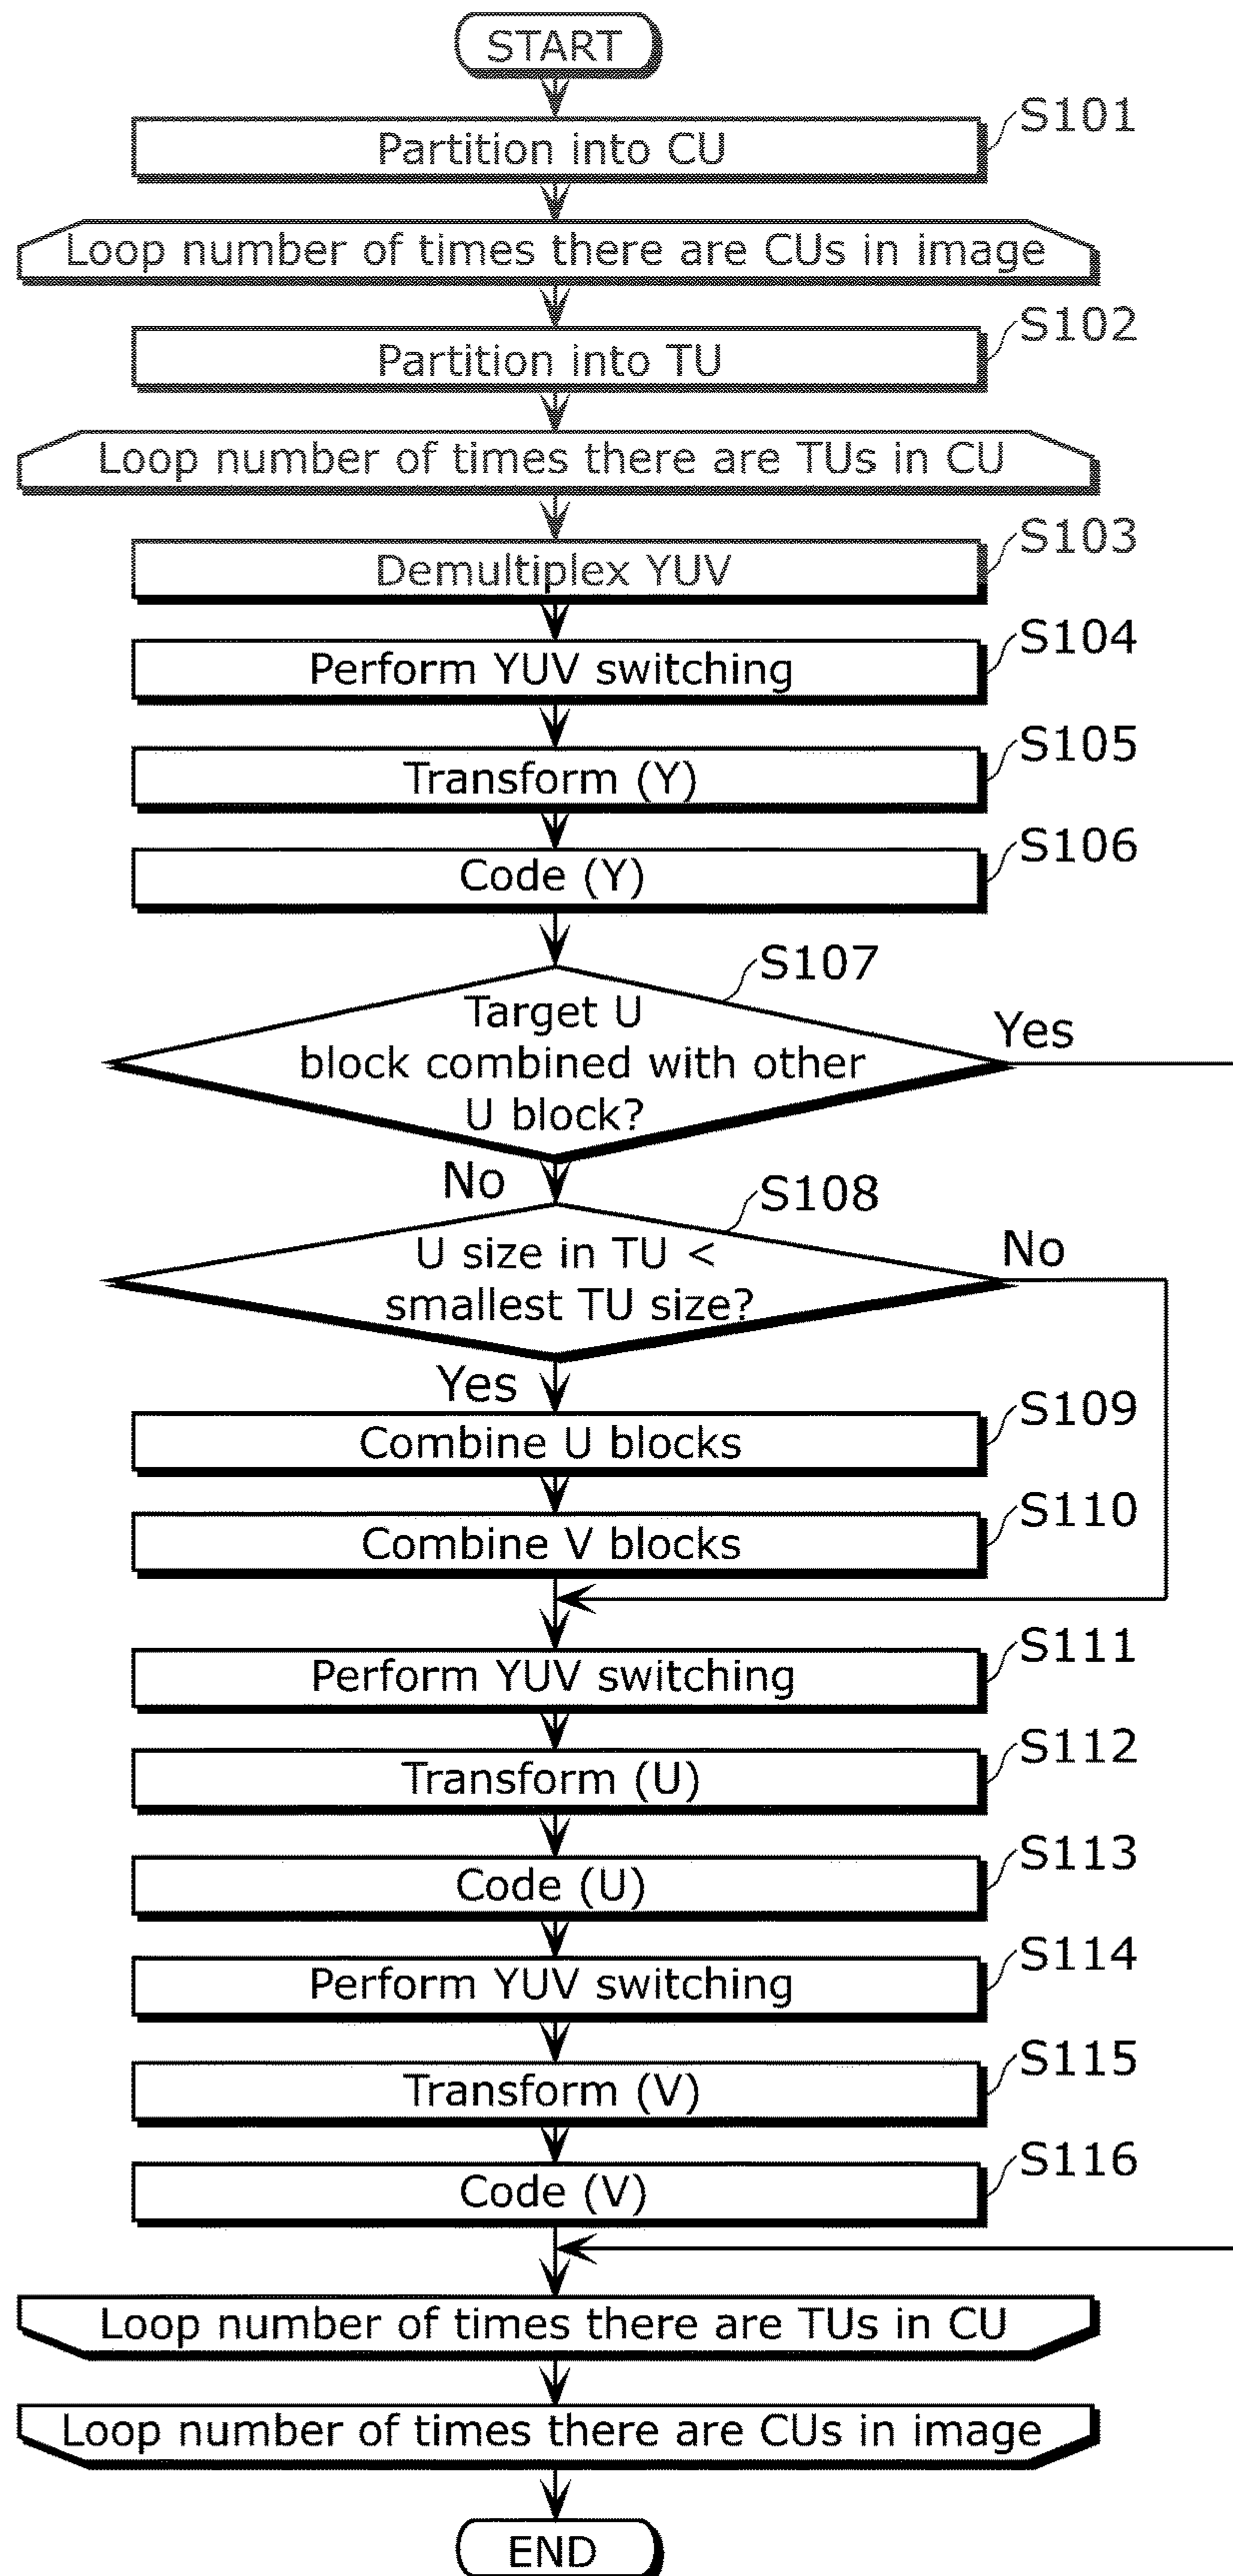 START
S101
Partition into CU
Loop number of times there are CUs in image
S102
Partition into TU
Loop number of times there are TUs in CU
S103
Demultiplex YUV
S104
Perform YUV switching
S105
Transform (Y)
S106
Code (Y)
S107
Target U
block combined with other
U block?
Yes
No
S108
U size in TU <
smallest TU size?
No
Yes
S109
Combine U blocks
S110
Combine V blocks
S111
Perform YUV switching
S112
Transform (U)
S113
Code (U)
S114
Perform YUV switching
S115
Transform (V)
S116
Code (V)
Loop number of times there are TUs in CU
Loop number of times there are CUs in image
END